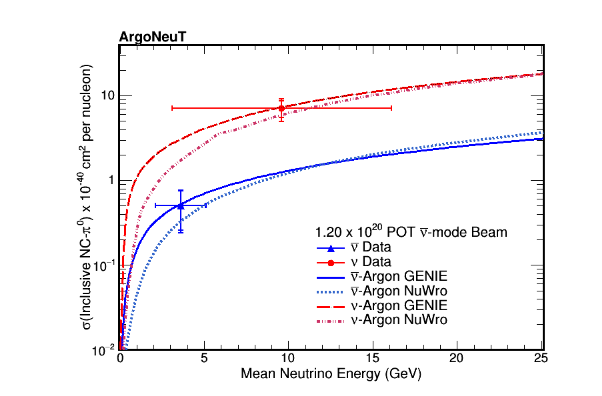 ArgoNeuT
σ(Inclusive NC-π⁰) x 10⁻⁴⁰ cm² per nucleon)
10
1
10⁻¹
10⁻²
1.20 x 10²⁰ POT ν̅-mode Beam
ν̅ Data
ν Data
ν̅-Argon GENIE
ν̅-Argon NuWro
ν-Argon GENIE
ν-Argon NuWro
0 5 10 15 20 25
Mean Neutrino Energy (GeV)